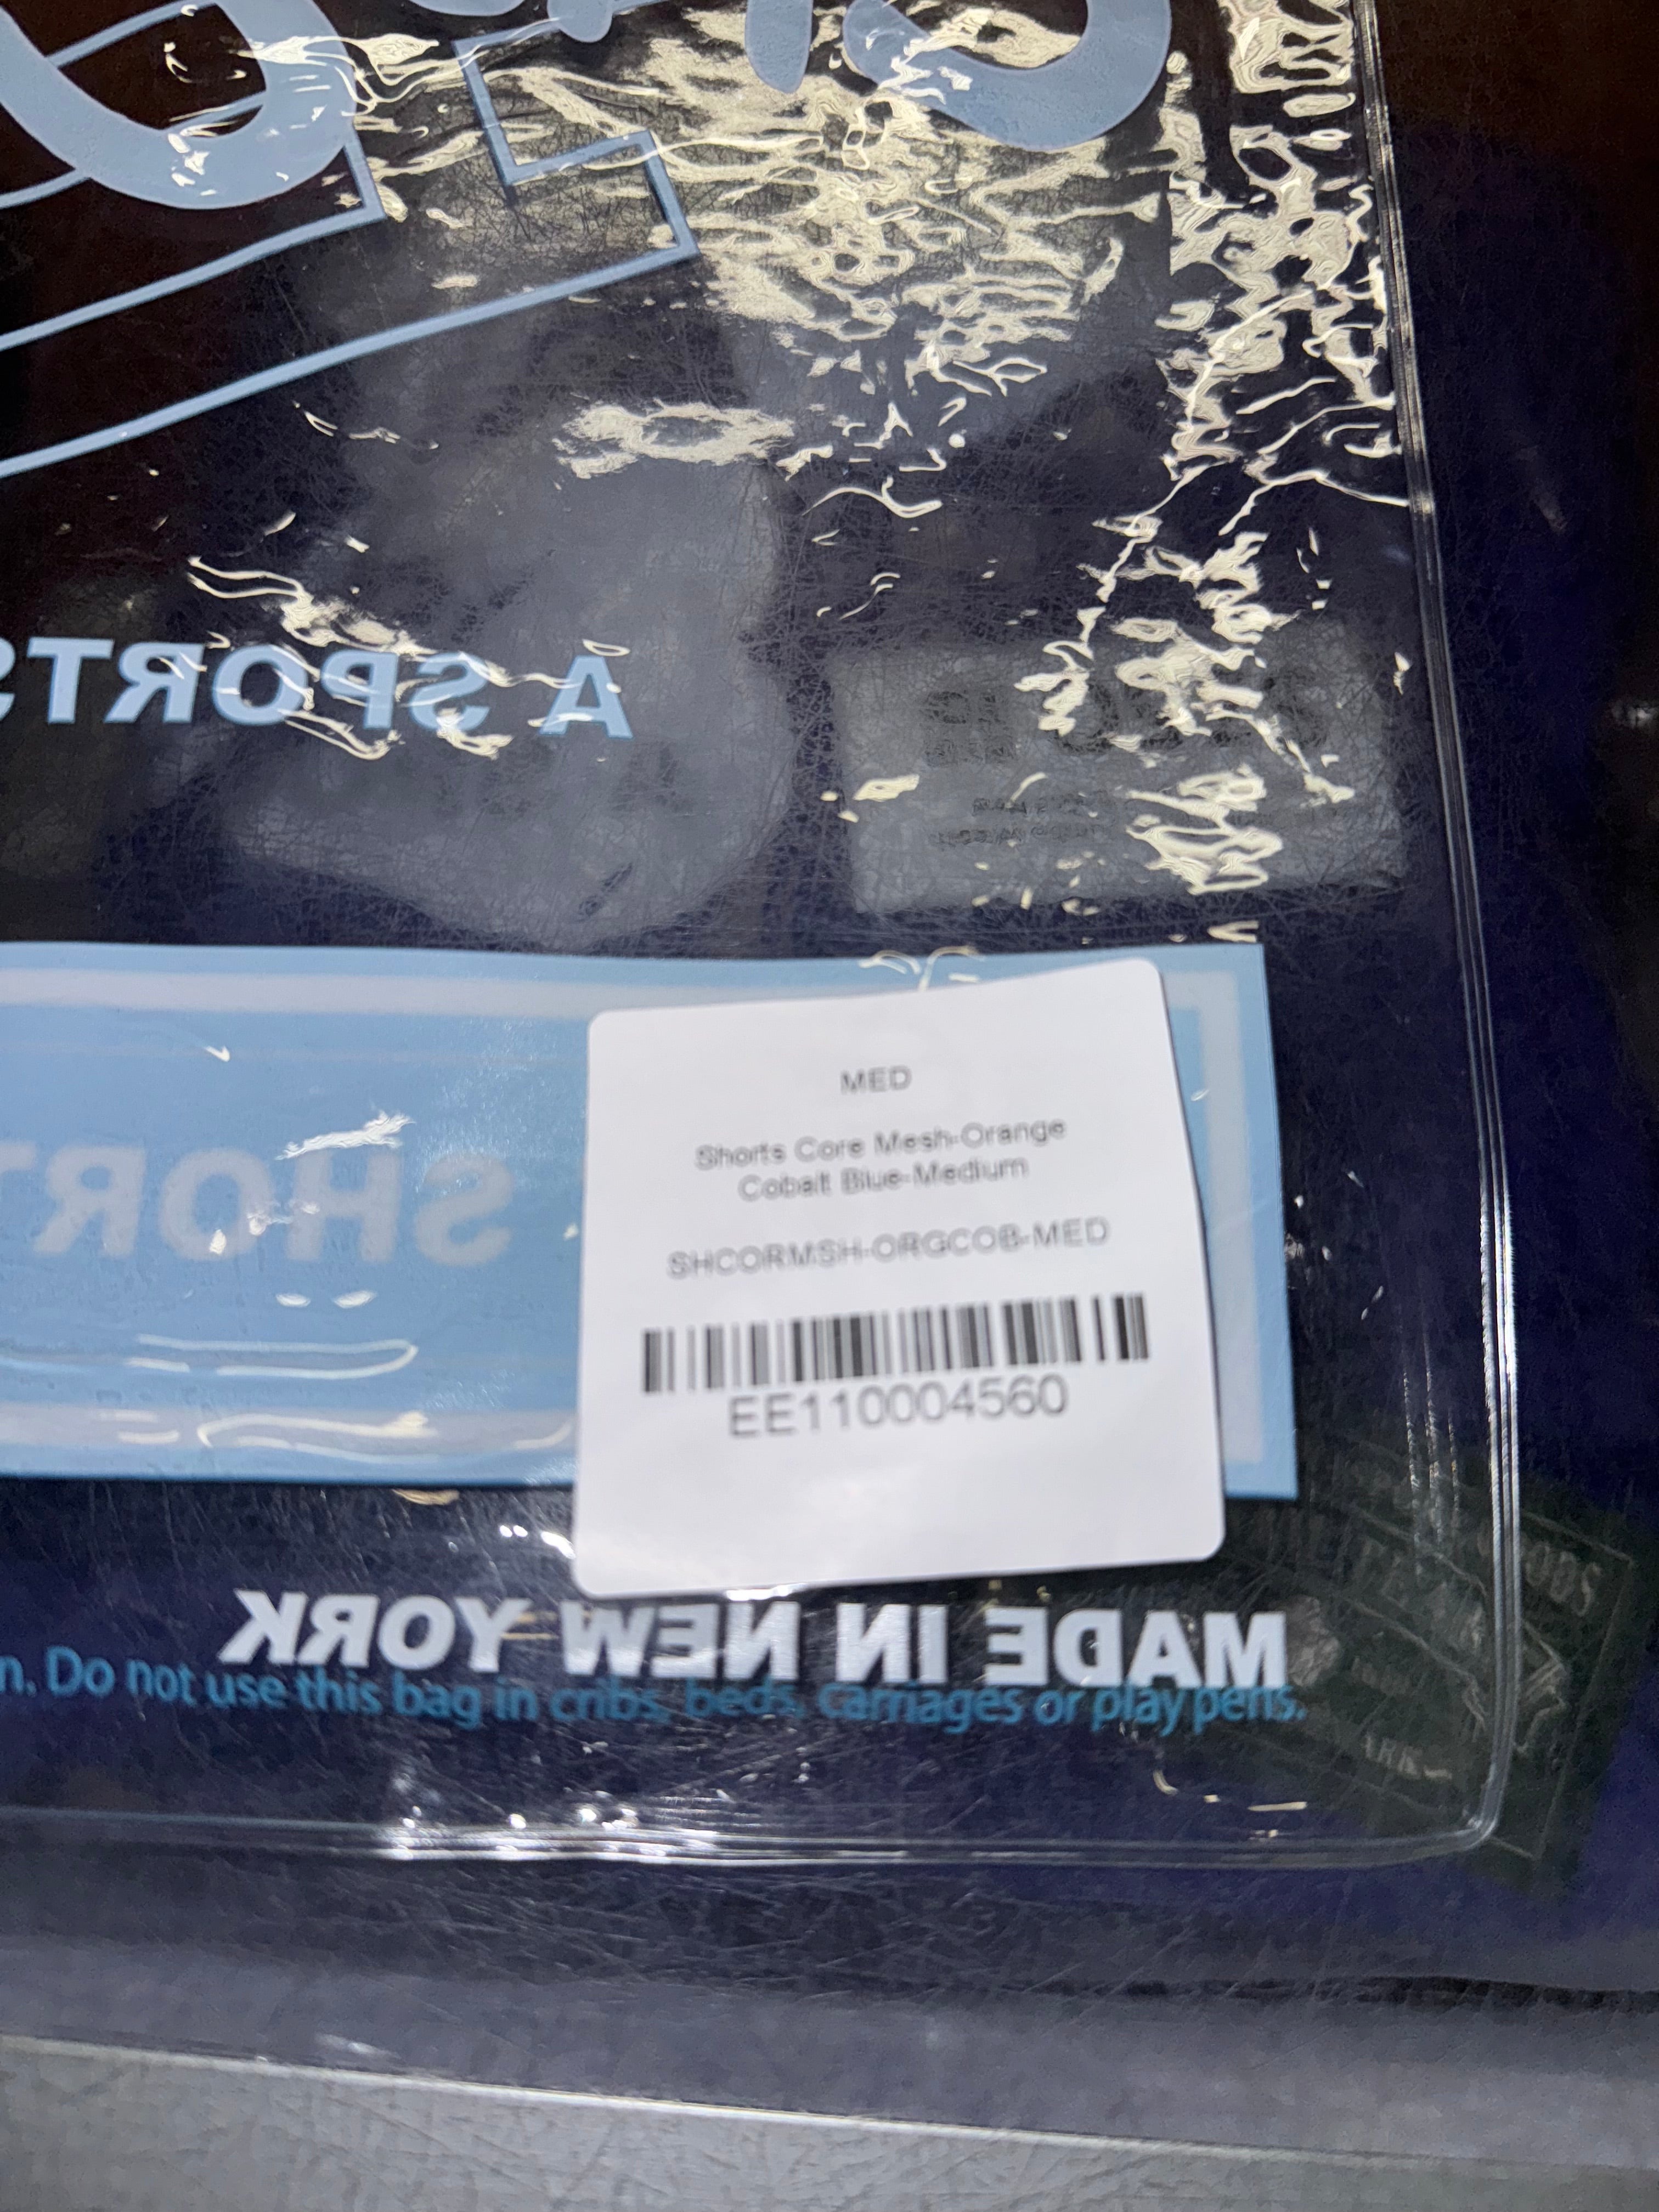 A SPORTS
MED
Shorts Core Mesh-Orange
Cobalt Blue-Medium
SHORT
SHCORMSH-ORGCOB-MED
EE110004560
MADE IN NEW YORK
n. Do not use this bag in cribs, beds, carriages or play pens.